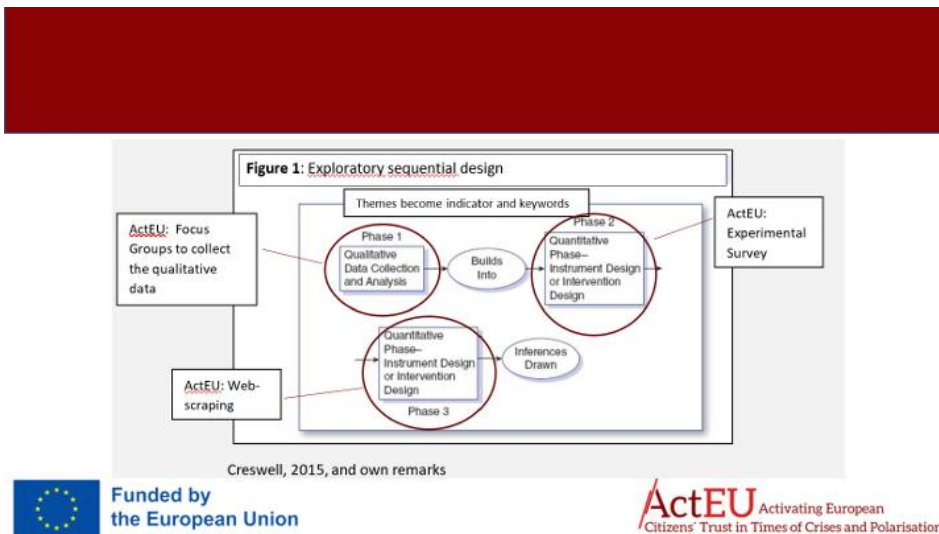 Figure 1: Exploratory sequential design
Themes become indicator and keywords
ActEU: Focus
Groups to collect
the qualitative
data
Phase 1
Qualitative
Data Collection
and Analysis
Builds
Into
Phase 2
Quantitative
Phase–
Instrument Design
or Intervention
Design
ActEU:
Experimental
Survey
Quantitative
Phase–
Instrument Design
or Intervention
Design
Phase 3
Inferences
Drawn
ActEU: Web-
scraping
Creswell, 2015, and own remarks
Funded by
the European Union
ActEU Activating European
Citizens´ Trust in Times of Crises and Polarisation